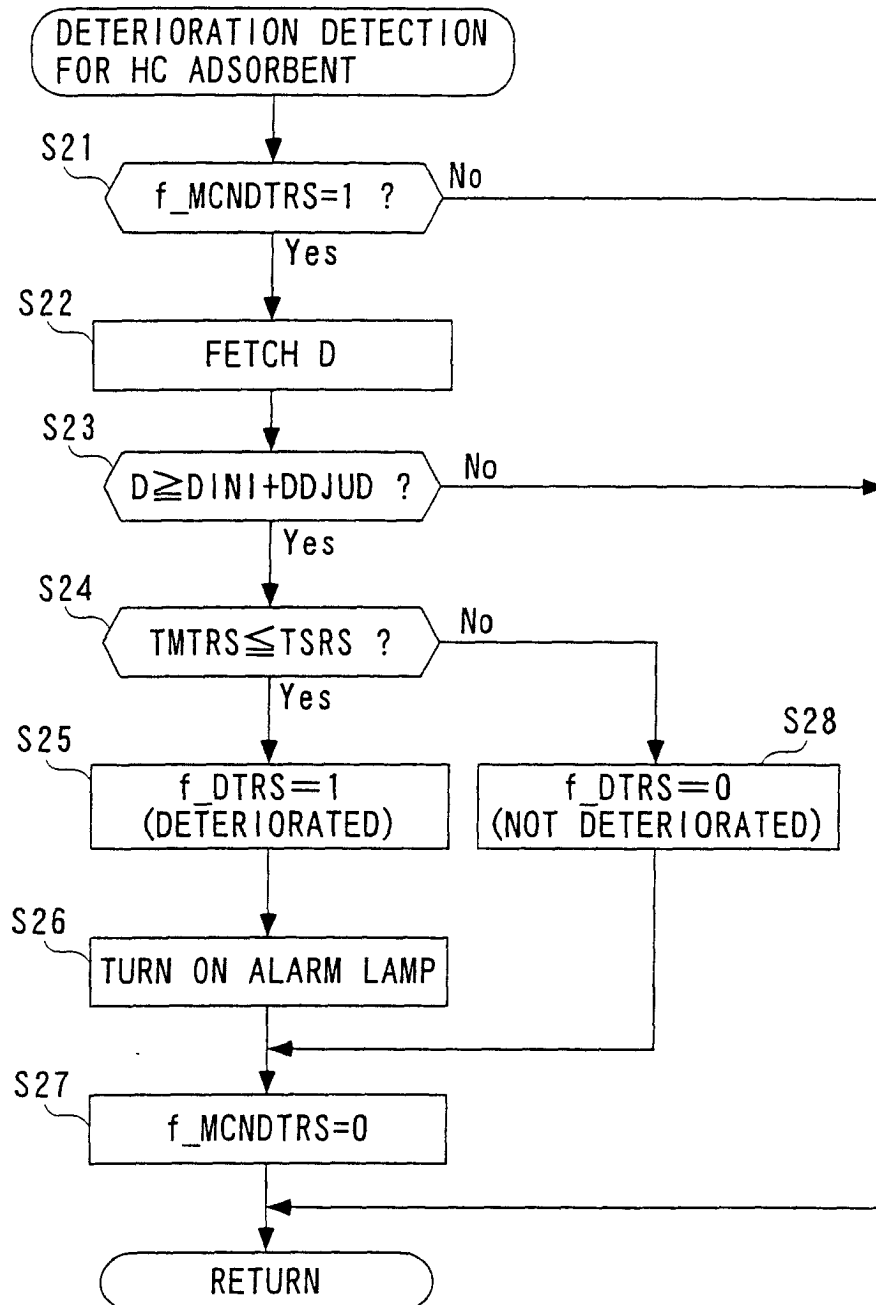 DETERIORATION DETECTION
FOR HC ADSORBENT
S21
f_MCNDTRS=1 ?
No
Yes
S22
FETCH D
S23
D≧DINI+DDJUD ?
No
Yes
S24
TMTRS≦TSRS ?
No
Yes
S25
f_DTRS=1
(DETERIORATED)
S28
f_DTRS=0
(NOT DETERIORATED)
S26
TURN ON ALARM LAMP
S27
f_MCNDTRS=0
RETURN